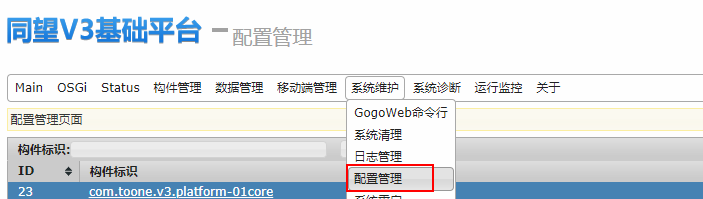 同望V3基础平台 — 配置管理
Main OSGi Status 构件管理 数据管理 移动端管理 系统维护 系统诊断 运行监控 关于
配置管理页面
GogoWeb命令行
系统清理
日志管理
配置管理
构件标识:
ID 构件标识
23 com.toone.v3.platform-01core